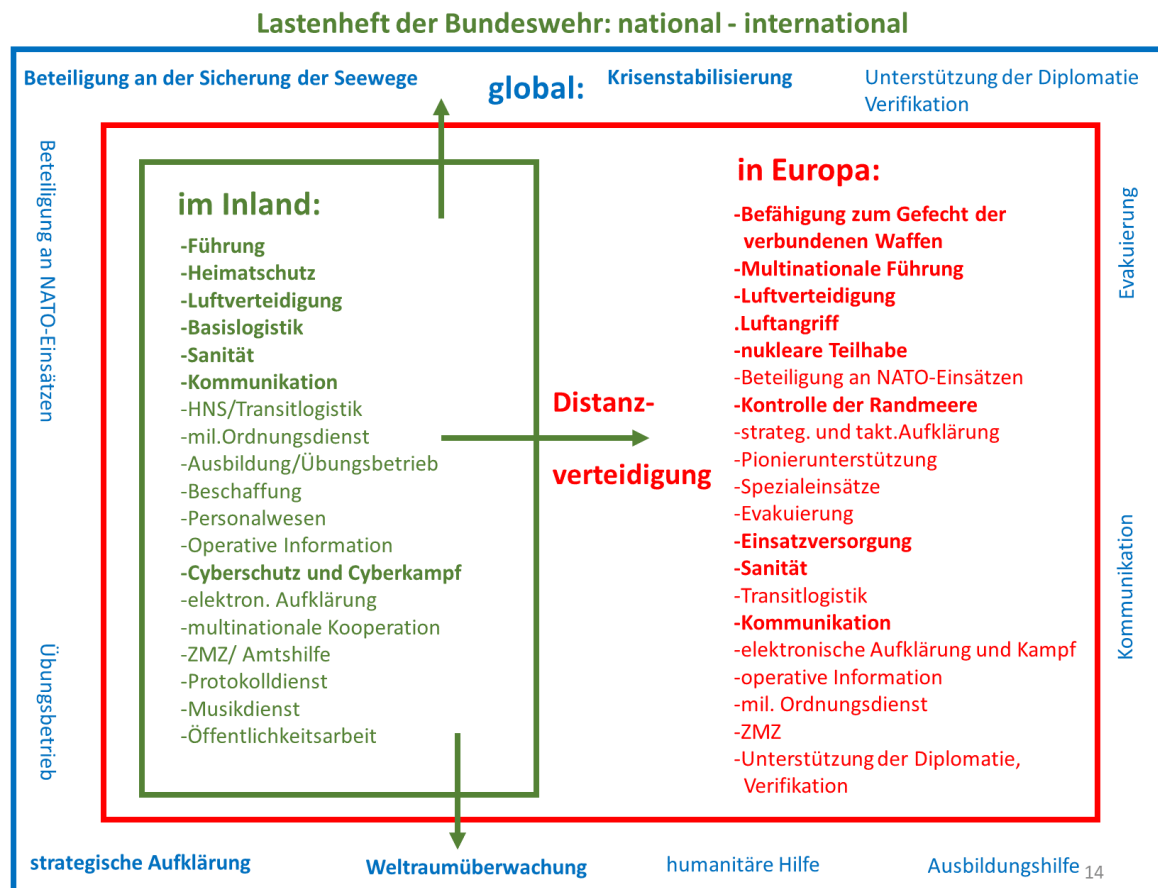 Lastenheft der Bundeswehr: national - international
Beteiligung an der Sicherung der Seewege
global:
Krisenstabilisierung
Unterstützung der Diplomatie
Verifikation
Beteiligung an NATO-Einsätzen
Übungsbetrieb
im Inland:
-Führung
-Heimatschutz
-Luftverteidigung
-Basislogistik
-Sanität
-Kommunikation
-HNS/Transitlogistik
-mil.Ordnungsdienst
-Ausbildung/Übungsbetrieb
-Beschaffung
-Personalwesen
-Operative Information
-Cyberschutz und Cyberkampf
-elektron. Aufklärung
-multinationale Kooperation
-ZMZ/ Amtshilfe
-Protokolldienst
-Musikdienst
-Öffentlichkeitsarbeit
Distanz-
verteidigung
in Europa:
-Befähigung zum Gefecht der
verbundenen Waffen
-Multinationale Führung
-Luftverteidigung
.Luftangriff
-nukleare Teilhabe
-Beteiligung an NATO-Einsätzen
-Kontrolle der Randmeere
-strateg. und takt.Aufklärung
-Pionierunterstützung
-Spezialeinsätze
-Evakuierung
-Einsatzversorgung
-Sanität
-Transitlogistik
-Kommunikation
-elektronische Aufklärung und Kampf
-operative Information
-mil. Ordnungsdienst
-ZMZ
-Unterstützung der Diplomatie,
Verifikation
Evakuierung
Kommunikation
strategische Aufklärung
Weltraumüberwachung
humanitäre Hilfe
Ausbildungshilfe
14